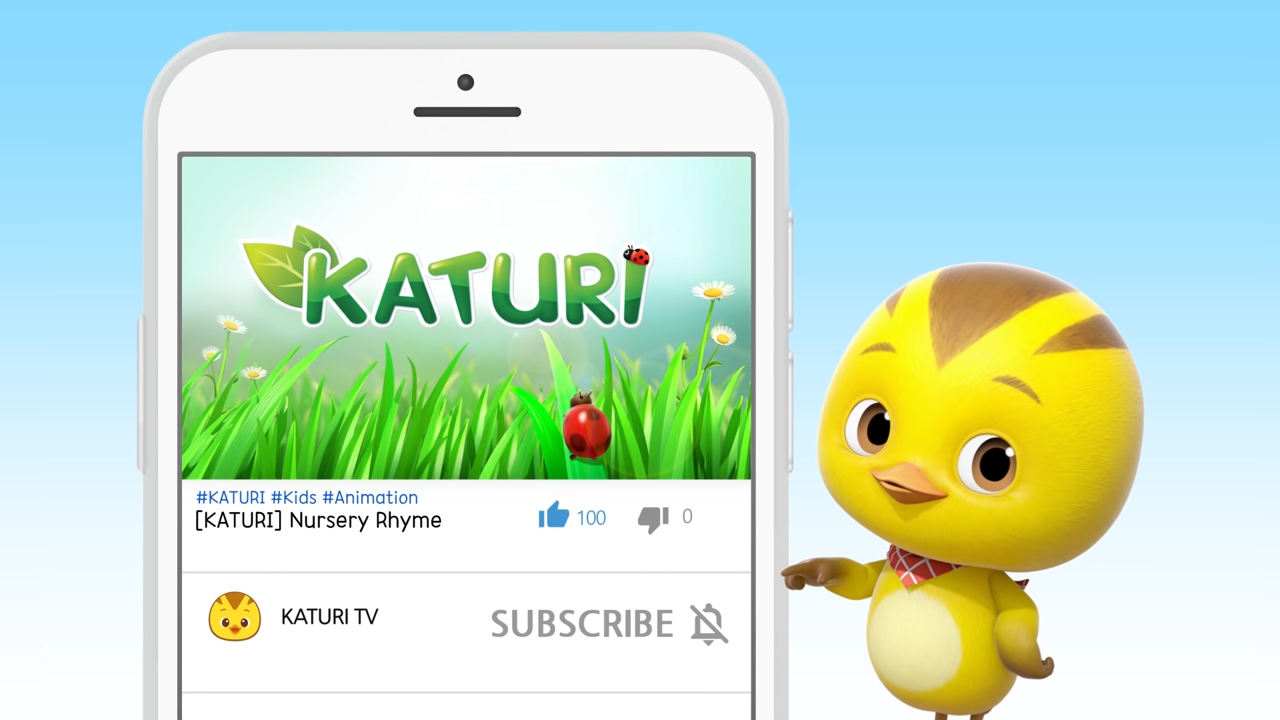 KATURI
#KATURI #Kids #Animation
[KATURI] Nursery Rhyme
100
0
KATURI TV
SUBSCRIBE